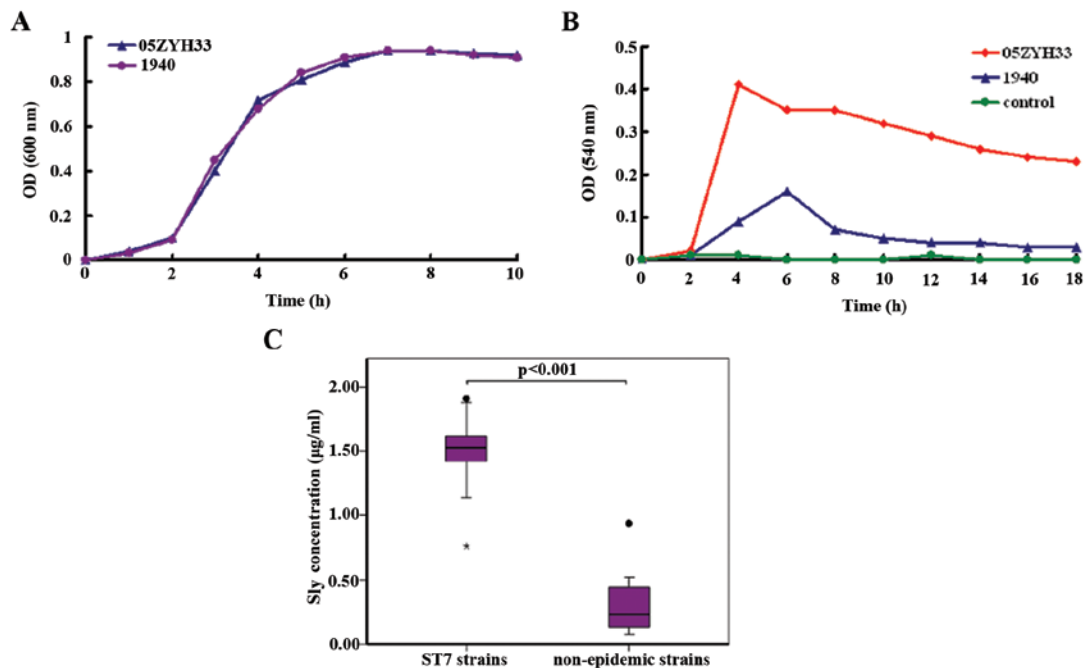 A
05ZYH33
1940
OD (600 nm)
1
0.8
0.6
0.4
0.2
0
0 2 4 6 8 10
Time (h)
B
05ZYH33
1940
control
OD (540 nm)
0.5
0.4
0.3
0.2
0.1
0
0 2 4 6 8 10 12 14 16 18
Time (h)
C
p<0.001
Sly concentration (µg/ml)
2.00
1.50
1.00
0.50
0.00
ST7 strains non-epidemic strains